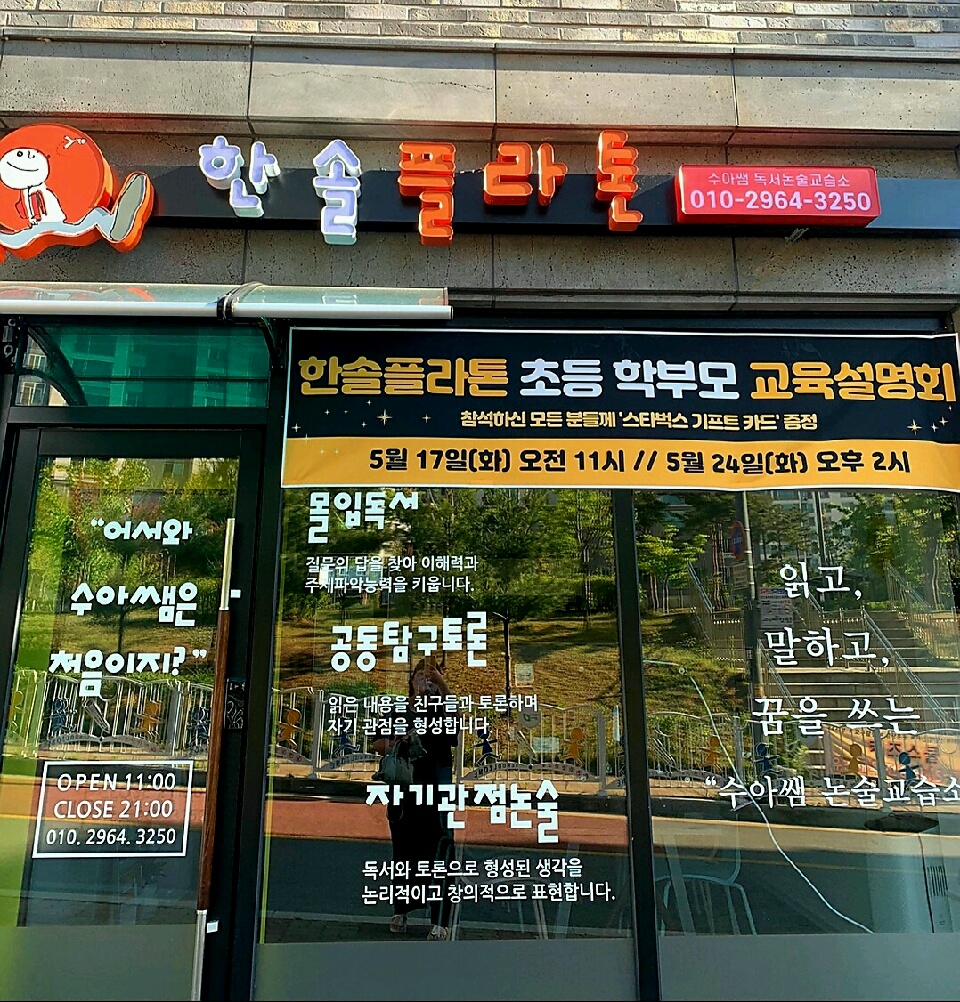 한솔플라톤
수아쌤 독서논술교습소
010-2964-3250
한솔플라톤 초등 학부모 교육설명회
참석하신 모든 분들께 '스타벅스 기프트 카드' 증정
5월 17일(화) 오전 11시 // 5월 24일(화) 오후 2시
"어서와
수아쌤은
처음이지?"
OPEN 11:00
CLOSE 21:00
010. 2964. 3250
몰입독서
질문의 답을 찾아 이해력과
주제파악능력을 키웁니다.
공동탐구토론
읽은 내용을 친구들과 토론하며
자기 관점을 형성합니다.
자기관점논술
독서와 토론으로 형성된 생각을
논리적이고 창의적으로 표현합니다.
읽고,
말하고,
꿈을 쓰는
"수아쌤 논술교습소